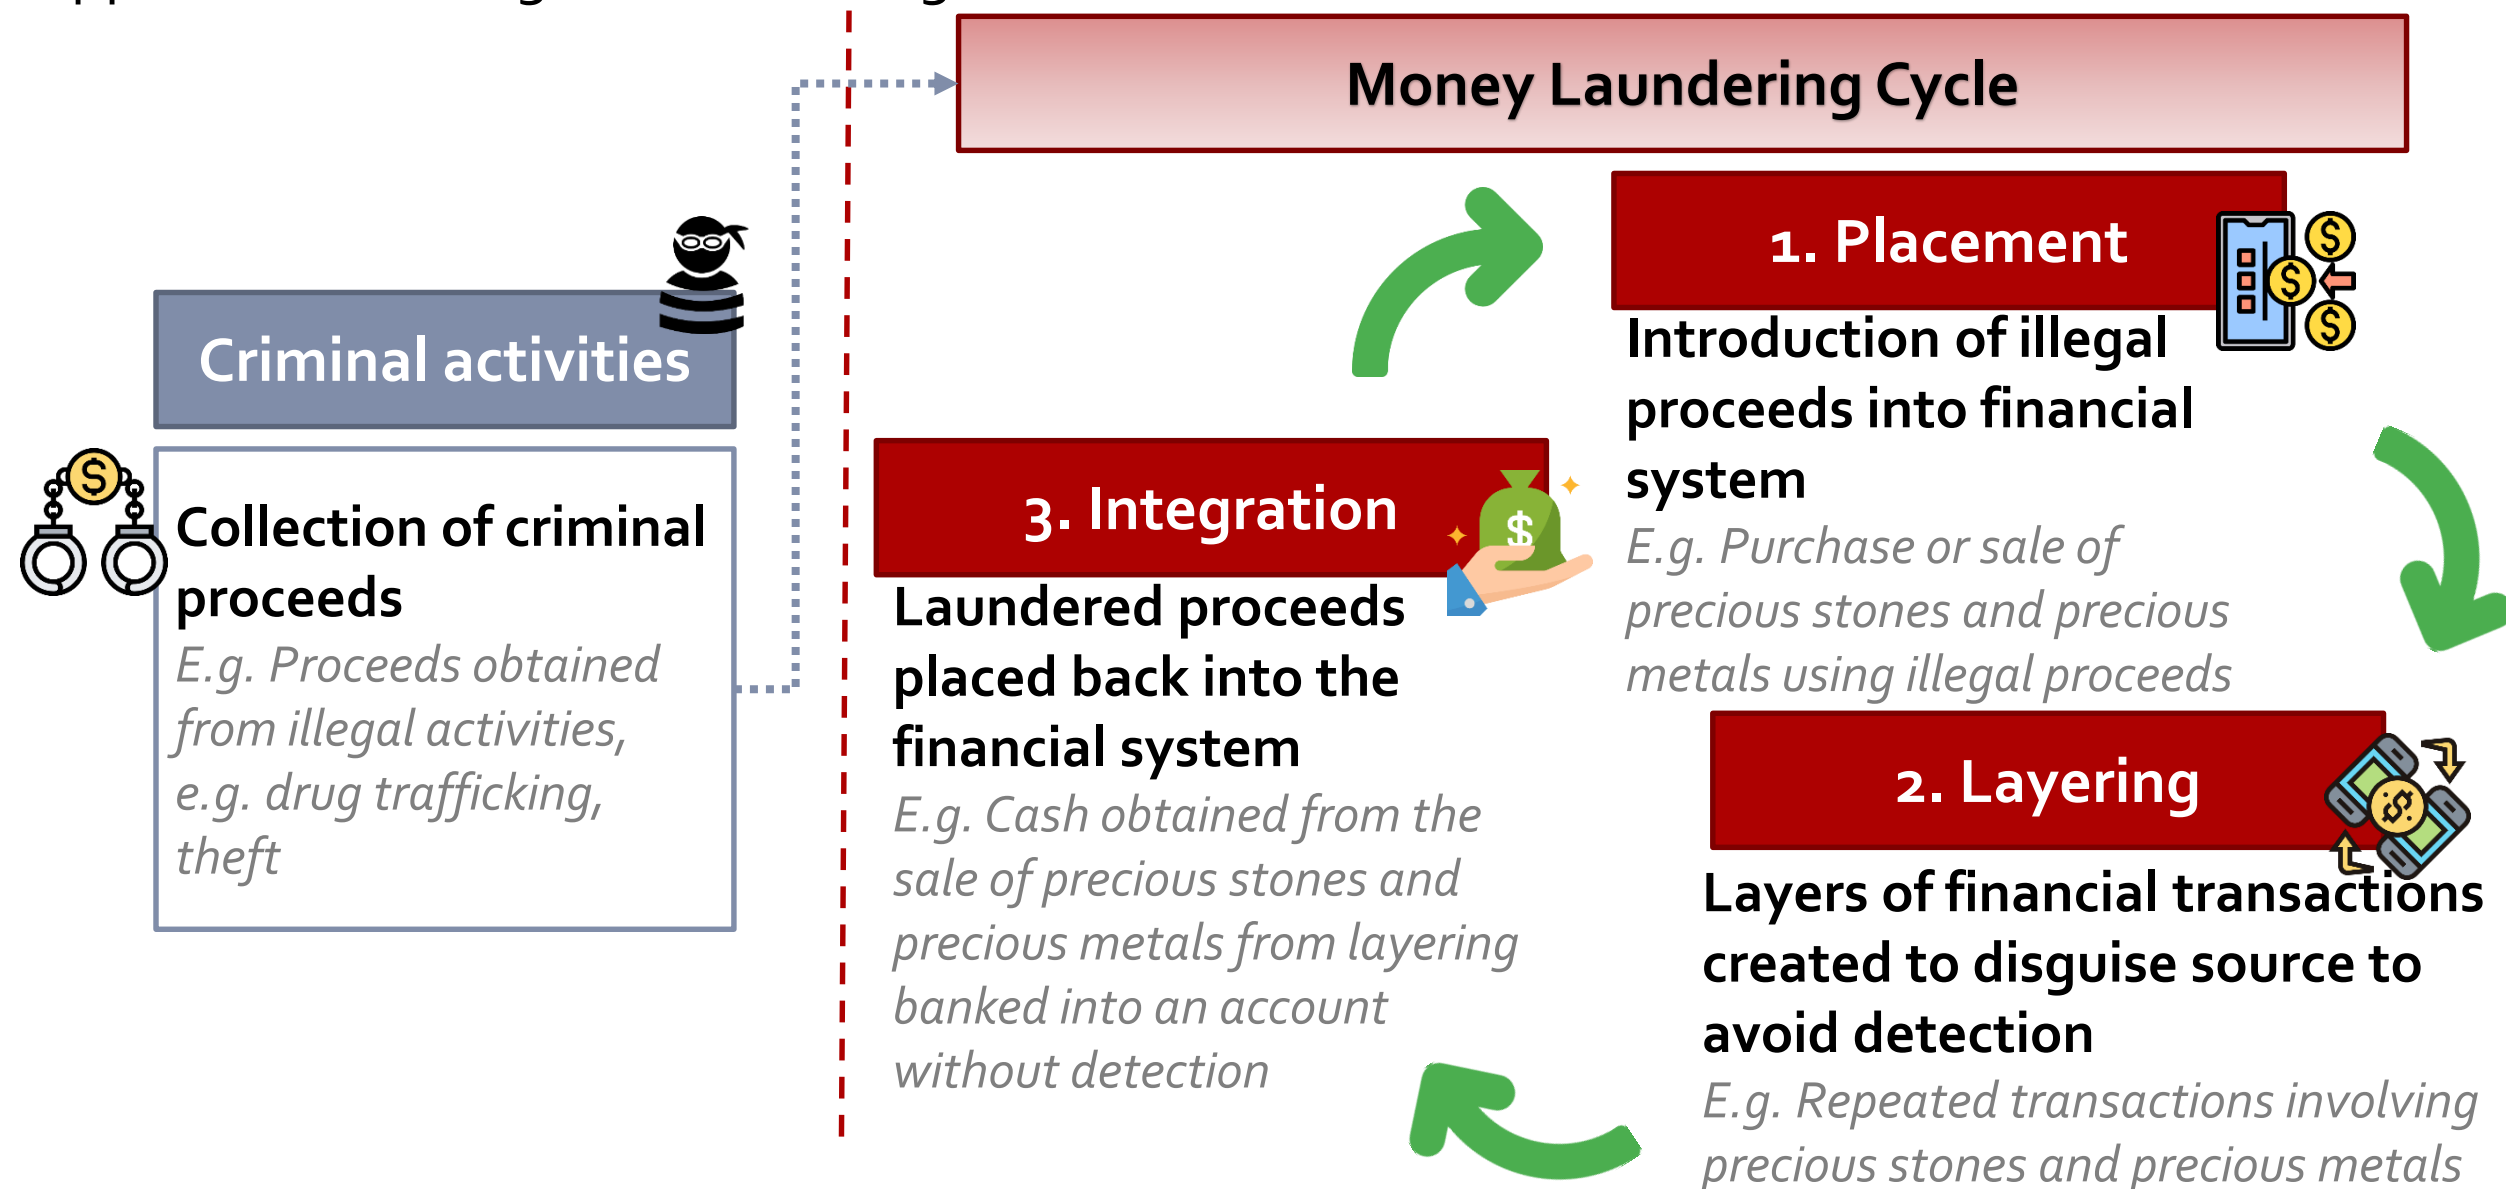 Money Laundering Cycle
Criminal activities
Collection of criminal
proceeds
E.g. Proceeds obtained
from illegal activities,
e.g. drug trafficking,
theft
1. Placement
Introduction of illegal
proceeds into financial
system
E.g. Purchase or sale of
precious stones and precious
metals using illegal proceeds
2. Layering
Layers of financial transactions
created to disguise source to
avoid detection
E.g. Repeated transactions involving
precious stones and precious metals
3. Integration
Laundered proceeds
placed back into the
financial system
E.g. Cash obtained from the
sale of precious stones and
precious metals from layering
banked into an account
without detection